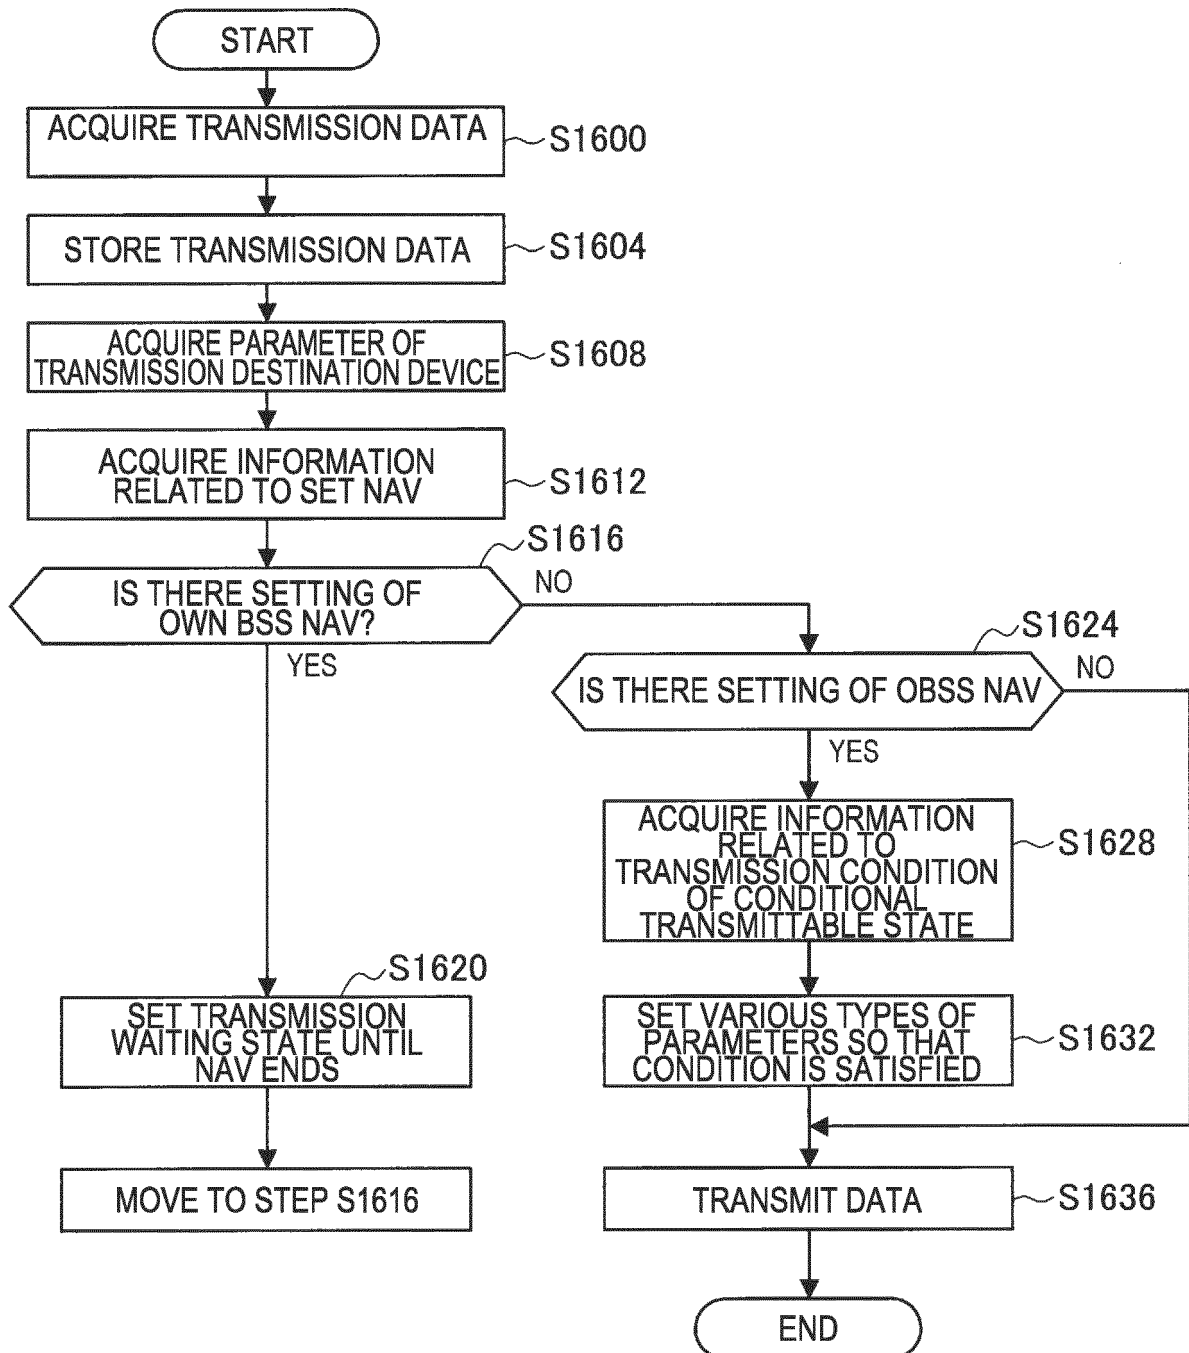 START
ACQUIRE TRANSMISSION DATA
S1600
STORE TRANSMISSION DATA
S1604
ACQUIRE PARAMETER OF
TRANSMISSION DESTINATION DEVICE
S1608
ACQUIRE INFORMATION
RELATED TO SET NAV
S1612
S1616
IS THERE SETTING OF
OWN BSS NAV?
NO
YES
S1624
IS THERE SETTING OF OBSS NAV
NO
YES
ACQUIRE INFORMATION
RELATED TO
TRANSMISSION CONDITION
OF CONDITIONAL
TRANSMITTABLE STATE
S1628
S1620
SET TRANSMISSION
WAITING STATE UNTIL
NAV ENDS
SET VARIOUS TYPES OF
PARAMETERS SO THAT
CONDITION IS SATISFIED
S1632
MOVE TO STEP S1616
TRANSMIT DATA
S1636
END